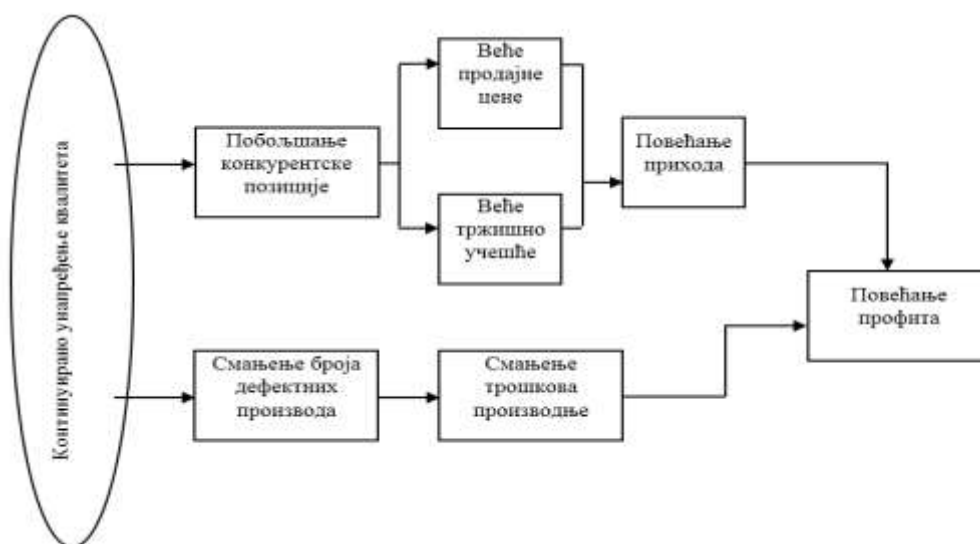 Континуирано унапређење квалитета
Побољшање
конкурентске
позиције
Веће
продајне
цене
Веће
тржишно
учешће
Повећање
прихода
Повећање
профита
Смањење броја
дефектних
производа
Смањење
трошкова
производње